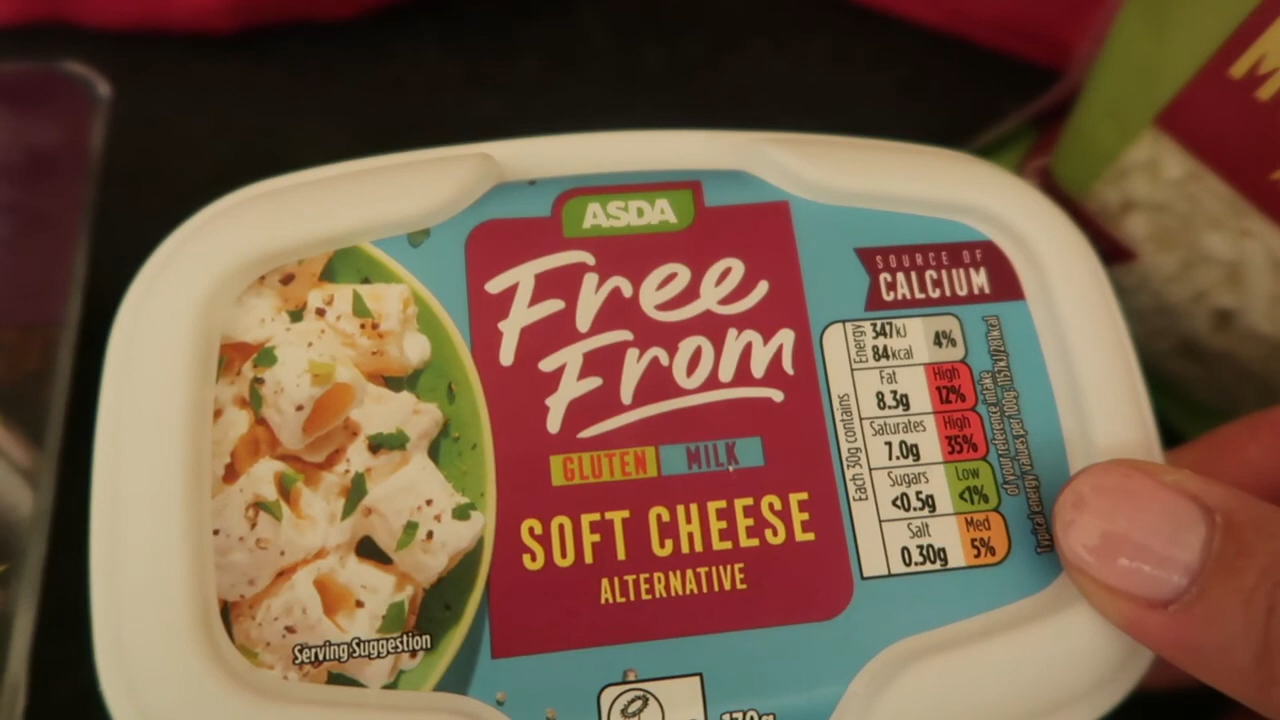 ASDA
Free
From
GLUTEN MILK
SOFT CHEESE
ALTERNATIVE
Serving Suggestion
SOURCE OF
CALCIUM
Each 30g contains
Energy 347kJ 84kcal 4%
Fat 8.3g High 12%
Saturates 7.0g High 35%
Sugars <0.5g Low <1%
Salt 0.30g Med 5%
of your reference intake
Typical energy values per 100g: 1157kJ/281kcal
170g